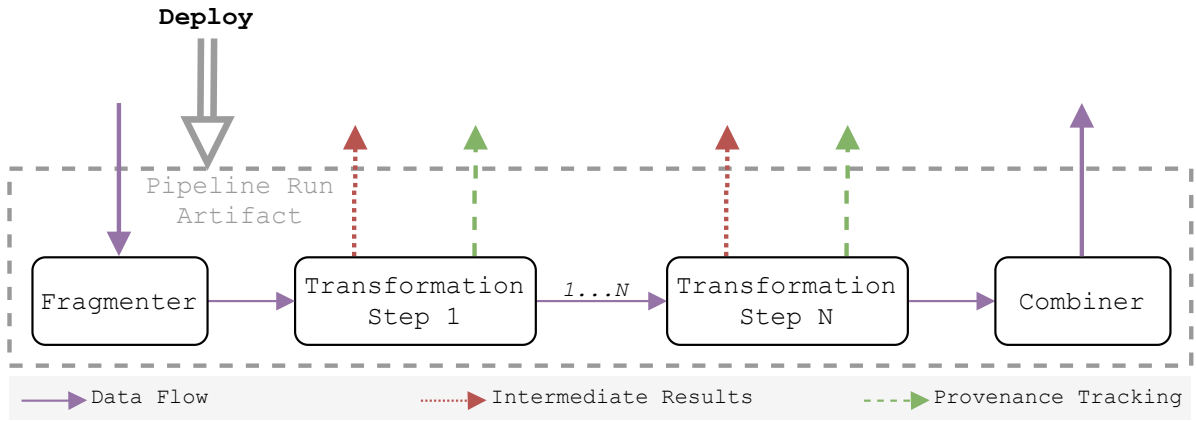 Deploy
Pipeline Run
Artifact
Fragmenter
Transformation
Step 1
1...N
Transformation
Step N
Combiner
Data Flow
Intermediate Results
Provenance Tracking